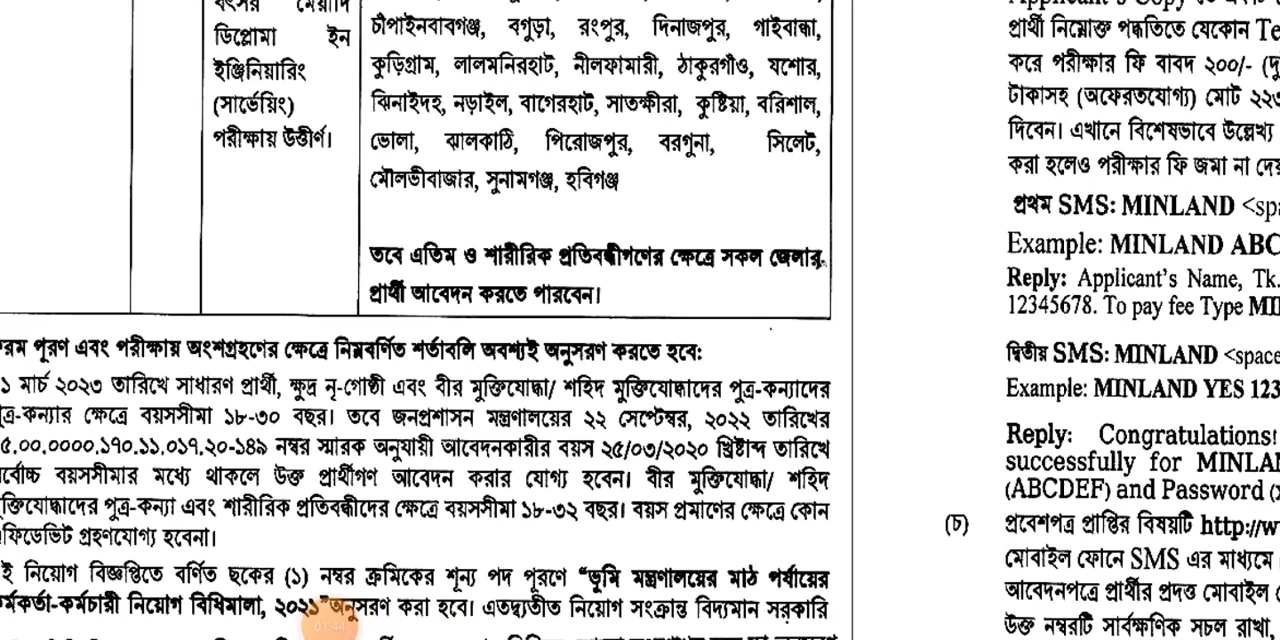 বৎসর মেয়াদি
ডিপ্লোমা ইন
ইঞ্জিনিয়ারিং
(সার্ভেয়িং)
পরীক্ষায় উত্তীর্ণ।
চাঁপাইনবাবগঞ্জ, বগুড়া, রংপুর, দিনাজপুর, গাইবান্ধা,
কুড়িগ্রাম, লালমনিরহাট, নীলফামারী, ঠাকুরগাঁও, যশোর,
ঝিনাইদহ, নড়াইল, বাগেরহাট, সাতক্ষীরা, কুষ্টিয়া, বরিশাল,
ভোলা, ঝালকাঠি, পিরোজপুর, বরগুনা, সিলেট,
মৌলভীবাজার, সুনামগঞ্জ, হবিগঞ্জ
তবে এতিম ও শারীরিক প্রতিবন্ধীগণের ক্ষেত্রে সকল জেলার
প্রার্থী আবেদন করতে পারবেন।
রম পূরণ এবং পরীক্ষায় অংশগ্রহণের ক্ষেত্রে নিম্নবর্ণিত শর্তাবলি অবশ্যই অনুসরণ করতে হবে:
১ মার্চ ২০২৩ তারিখে সাধারণ প্রার্থী, ক্ষুদ্র নৃ-গোষ্ঠী এবং বীর মুক্তিযোদ্ধা/ শহিদ মুক্তিযোদ্ধাদের পুত্র-কন্যাদের
ত্র-কন্যার ক্ষেত্রে বয়সসীমা ১৮-৩০ বছর। তবে জনপ্রশাসন মন্ত্রণালয়ের ২২ সেপ্টেম্বর, ২০২২ তারিখের
৫.০০.০০০০.১৭০.১১.০১৭.২০-১৪৯ নম্বর স্মারক অনুযায়ী আবেদনকারীর বয়স ২৫/০৩/২০২০ খ্রিষ্টাব্দ তারিখে
র্বোচ্চ বয়সসীমার মধ্যে থাকলে উক্ত প্রার্থীগণ আবেদন করার যোগ্য হবেন। বীর মুক্তিযোদ্ধা/ শহিদ
ক্তিযোদ্ধাদের পুত্র-কন্যা এবং শারীরিক প্রতিবন্ধীদের ক্ষেত্রে বয়সসীমা ১৮-৩২ বছর। বয়স প্রমাণের ক্ষেত্রে কোন
ফিডেভিট গ্রহণযোগ্য হবেনা।
ই নিয়োগ বিজ্ঞপ্তিতে বর্ণিত ছকের (১) নম্বর ক্রমিকের শূন্য পদ পূরণে "ভূমি মন্ত্রণালয়ের মাঠ পর্যায়ের
র্মকর্তা-কর্মচারী নিয়োগ বিধিমালা, ২০২১" অনুসরণ করা হবে। এতদ্ব্যতীত নিয়োগ সংক্রান্ত বিদ্যমান সরকারি
01:44
Applicant's Copy
প্রার্থী নিম্নোক্ত পদ্ধতিতে যেকোন Te
করে পরীক্ষার ফি বাবদ ২০০/- (দু
টাকাসহ (অফেরতযোগ্য) মোট ২২৩
দিবেন। এখানে বিশেষভাবে উল্লেখ্য
করা হলেও পরীক্ষার ফি জমা না দে
প্রথম SMS: MINLAND <sp
Example: MINLAND ABC
Reply: Applicant's Name, Tk.
12345678. To pay fee Type MI
দ্বিতীয় SMS: MINLAND <space
Example: MINLAND YES 123
Reply: Congratulations!
successfully for MINLA
(ABCDEF) and Password (x
(চ) প্রবেশপত্র প্রাপ্তির বিষয়টি http://w
মোবাইল ফোনে SMS এর মাধ্যমে
আবেদনপত্রে প্রার্থীর প্রদত্ত মোবাইল
উক্ত নম্বরটি সার্বক্ষণিক সচল রাখা,